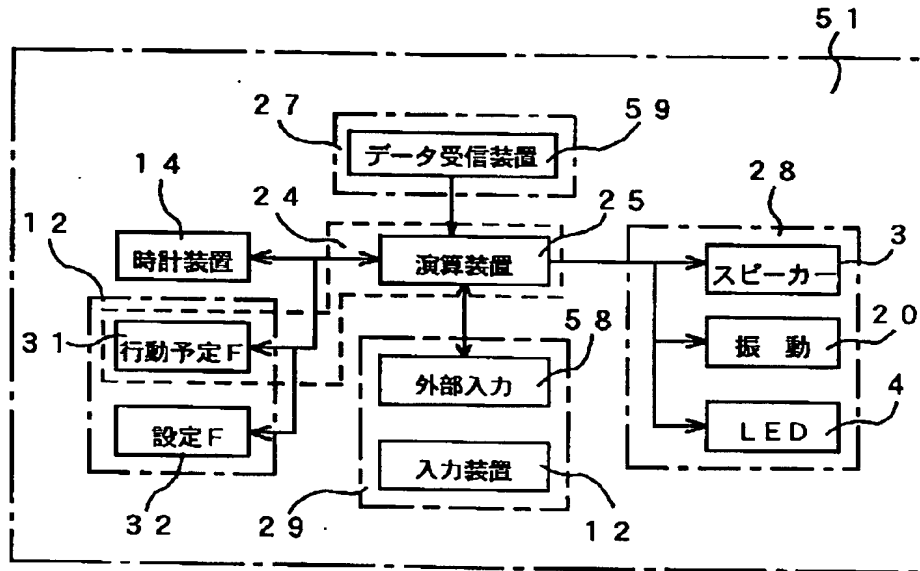 ５１
２７
５９
データ受信装置
１４
２４
２５
２８
１２
時計装置
演算装置
スピーカー
３
３１
行動予定Ｆ
５８
振動
２０
外部入力
設定Ｆ
ＬＥＤ
４
入力装置
３２
２９
１２